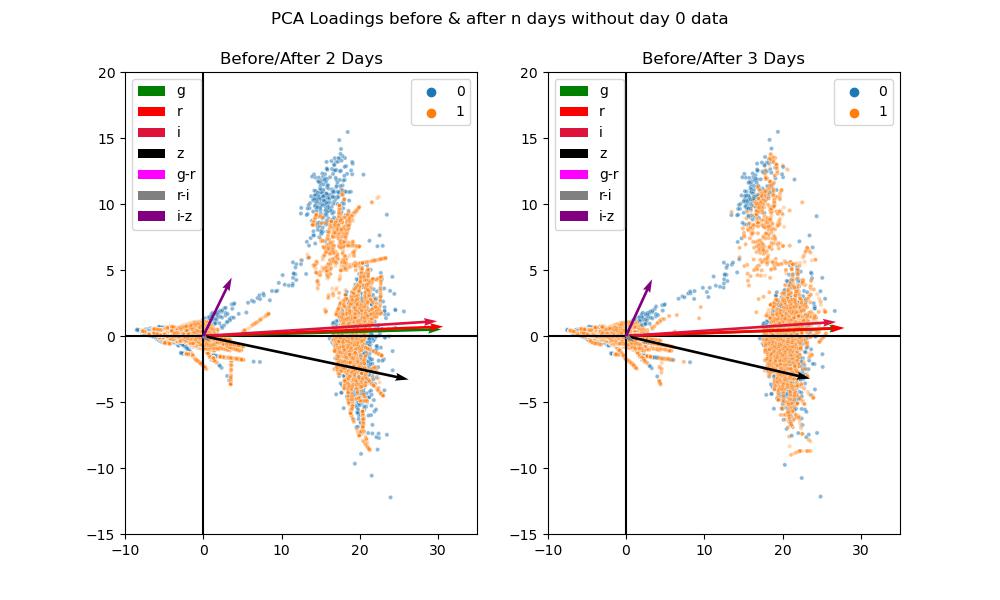 PCA Loadings before & after n days without day 0 data
Before/After 2 Days
g
r
i
z
g-r
r-i
i-z
0
1
20
15
10
5
0
−5
−10
−15
−10
0
10
20
30
Before/After 3 Days
g
r
i
z
g-r
r-i
i-z
0
1
20
15
10
5
0
−5
−10
−15
−10
0
10
20
30